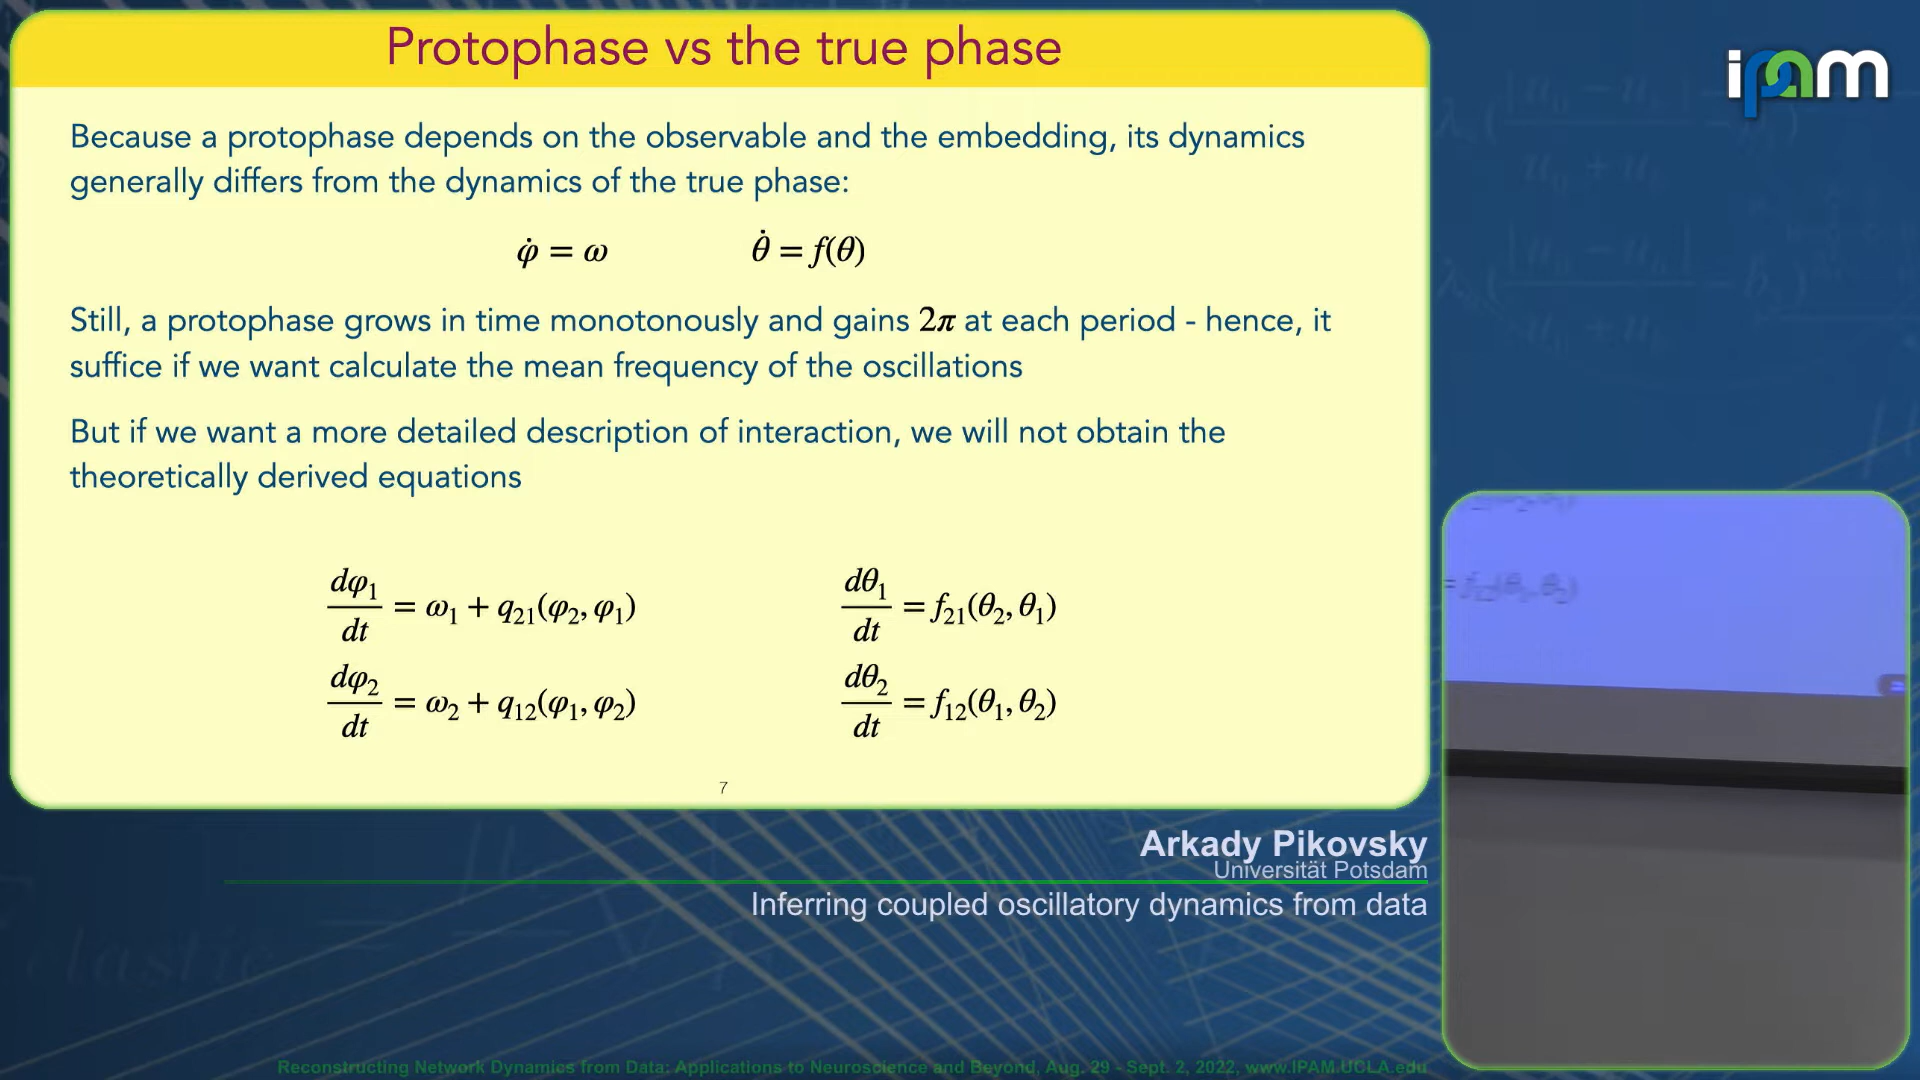 Protophase vs the true phase
ipam
Because a protophase depends on the observable and the embedding, its dynamics
generally differs from the dynamics of the true phase:
φ̇ = ω    θ̇ = f(θ)
Still, a protophase grows in time monotonously and gains 2π at each period - hence, it
suffice if we want calculate the mean frequency of the oscillations
But if we want a more detailed description of interaction, we will not obtain the
theoretically derived equations
dφ₁/dt = ω₁ + q₂₁(φ₂, φ₁)    dθ₁/dt = f₂₁(θ₂, θ₁)
dφ₂/dt = ω₂ + q₁₂(φ₁, φ₂)    dθ₂/dt = f₁₂(θ₁, θ₂)
7
Arkady Pikovsky
Universität Potsdam
Inferring coupled oscillatory dynamics from data
Reconstructing Network Dynamics from Data: Applications to Neuroscience and Beyond, Aug. 29 - Sept. 2, 2022, www.IPAM.UCLA.edu